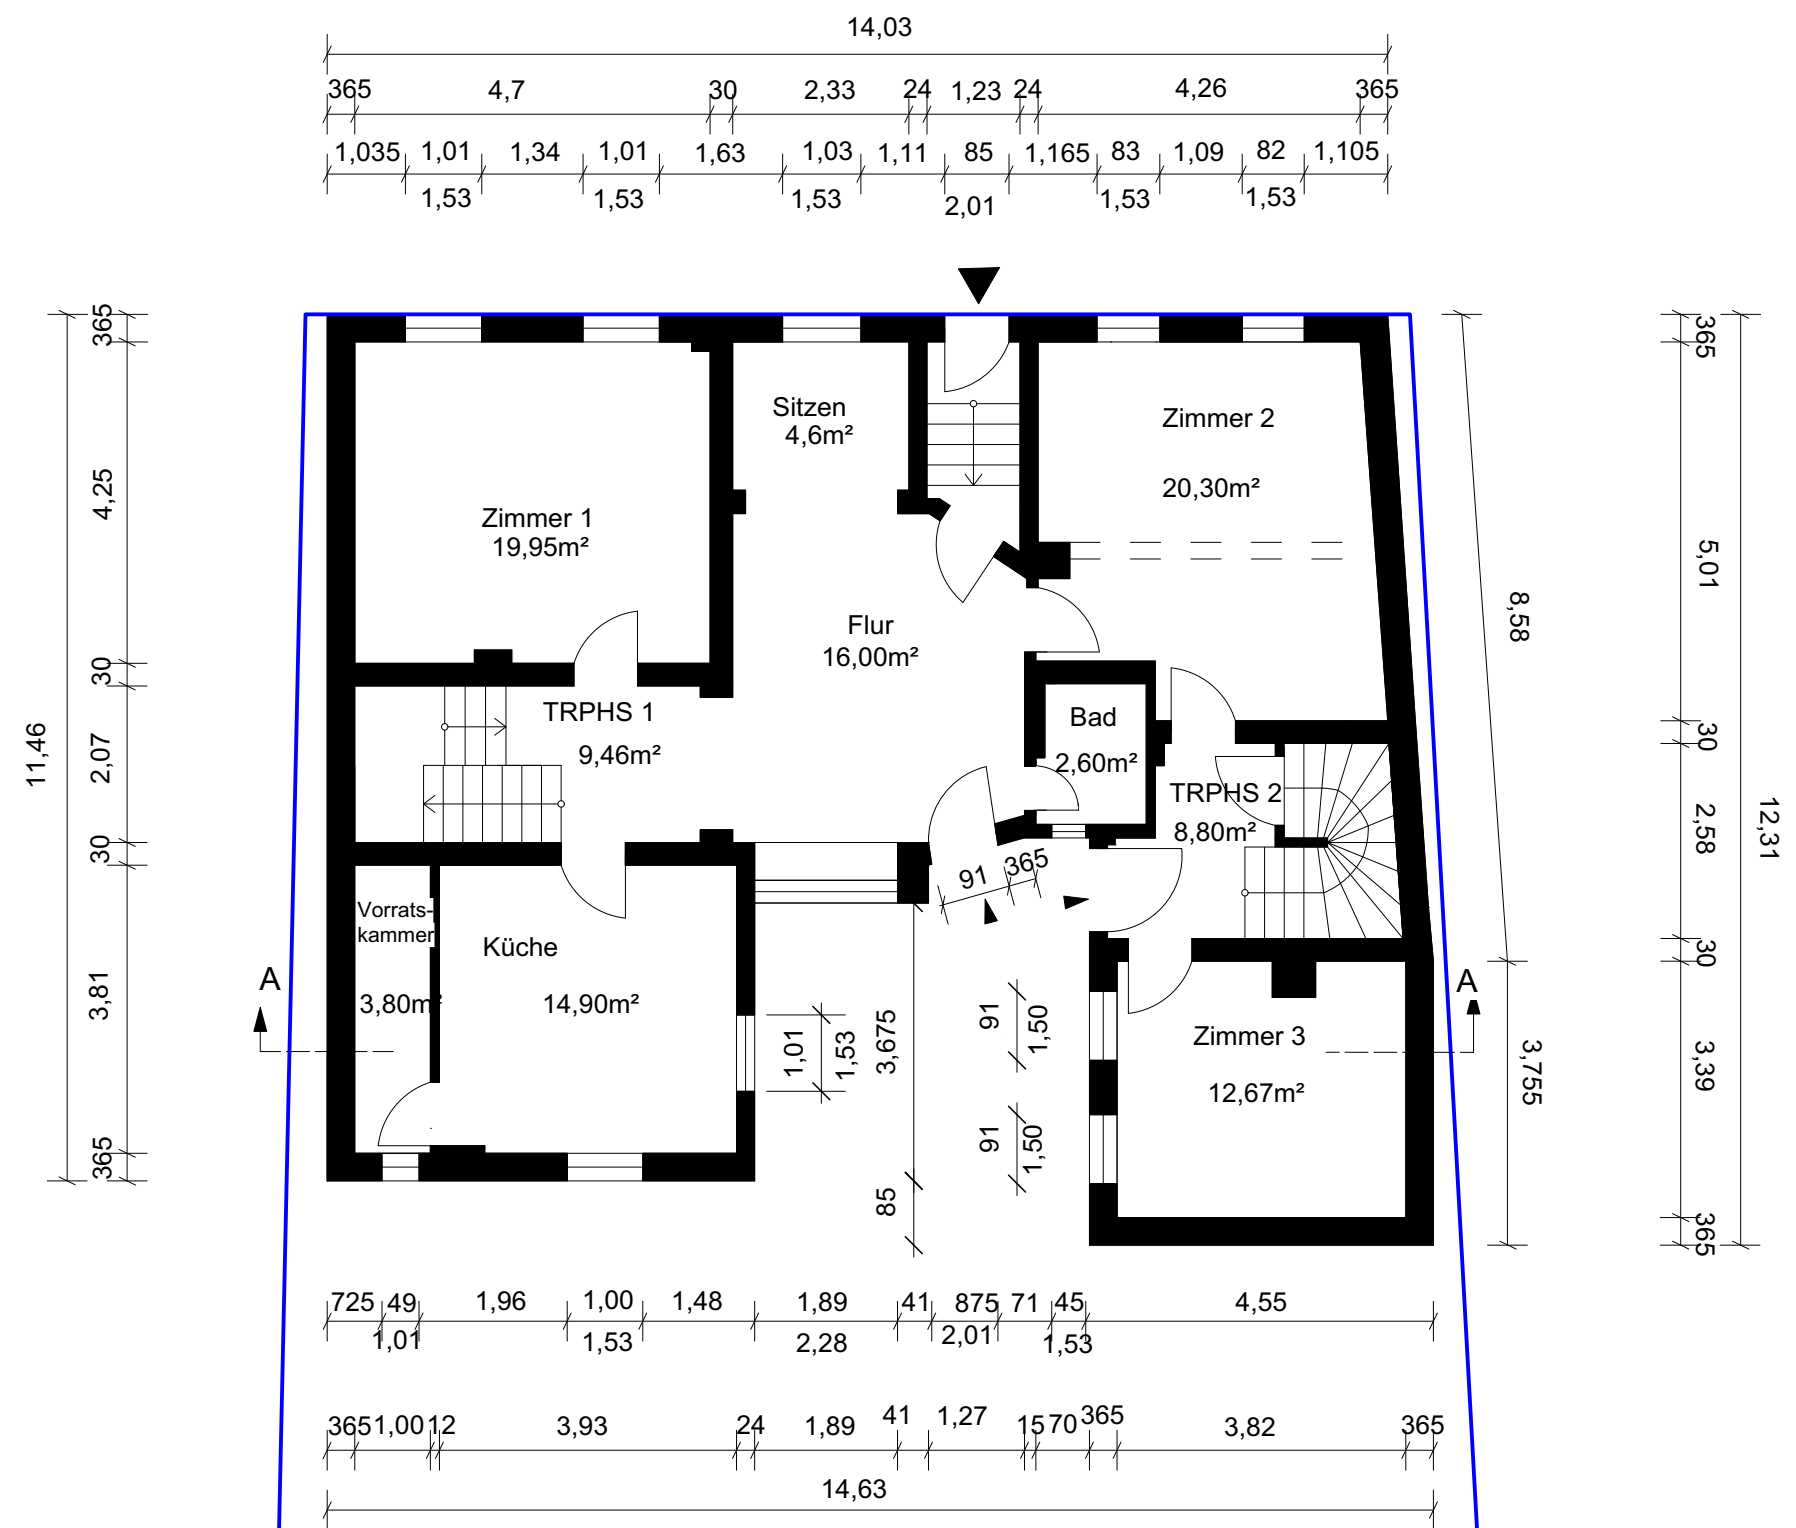 14,03
365 4,7 30 2,33 24 1,23 24 4,26 365
1,035 1,01 1,34 1,01 1,63 1,03 1,11 85 1,165 83 1,09 82 1,105
1,53 1,53 1,53 2,01 1,53 1,53
365
4,25
30
2,07
30
3,81
365
11,46
Sitzen
4,6m²
Zimmer 2
20,30m²
Zimmer 1
19,95m²
Flur
16,00m²
TRPHS 1
9,46m²
Bad
2,60m²
TRPHS 2
8,80m²
91 365
Vorrats-
kammer
3,80m²
Küche
14,90m²
Zimmer 3
12,67m²
A
A
1,01
1,53
3,675
85
91
1,50
91
1,50
8,58
3,755
365
5,01
30
2,58
30
3,39
365
12,31
725 49 1,96 1,00 1,48 1,89 41 875 71 45 4,55
1,01 1,53 2,28 2,01 1,53
365 1,00 12 3,93 24 1,89 41 1,27 15 70 365 3,82 365
14,63